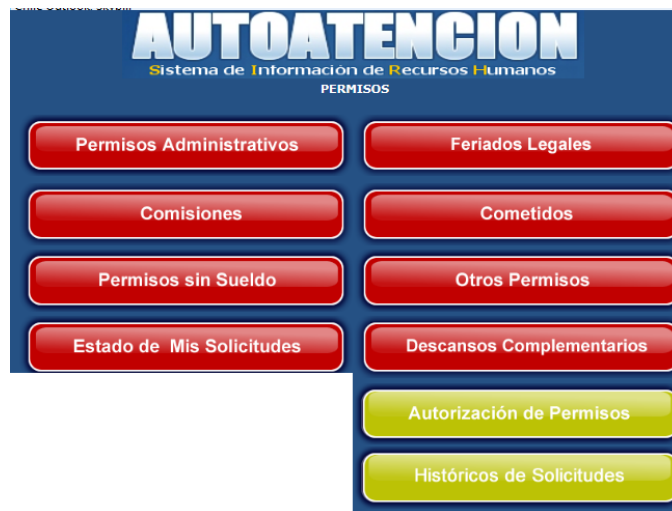 AUTOATENCION
Sistema de Información de Recursos Humanos
PERMISOS
Permisos Administrativos
Feriados Legales
Comisiones
Cometidos
Permisos sin Sueldo
Otros Permisos
Estado de Mis Solicitudes
Descansos Complementarios
Autorización de Permisos
Históricos de Solicitudes